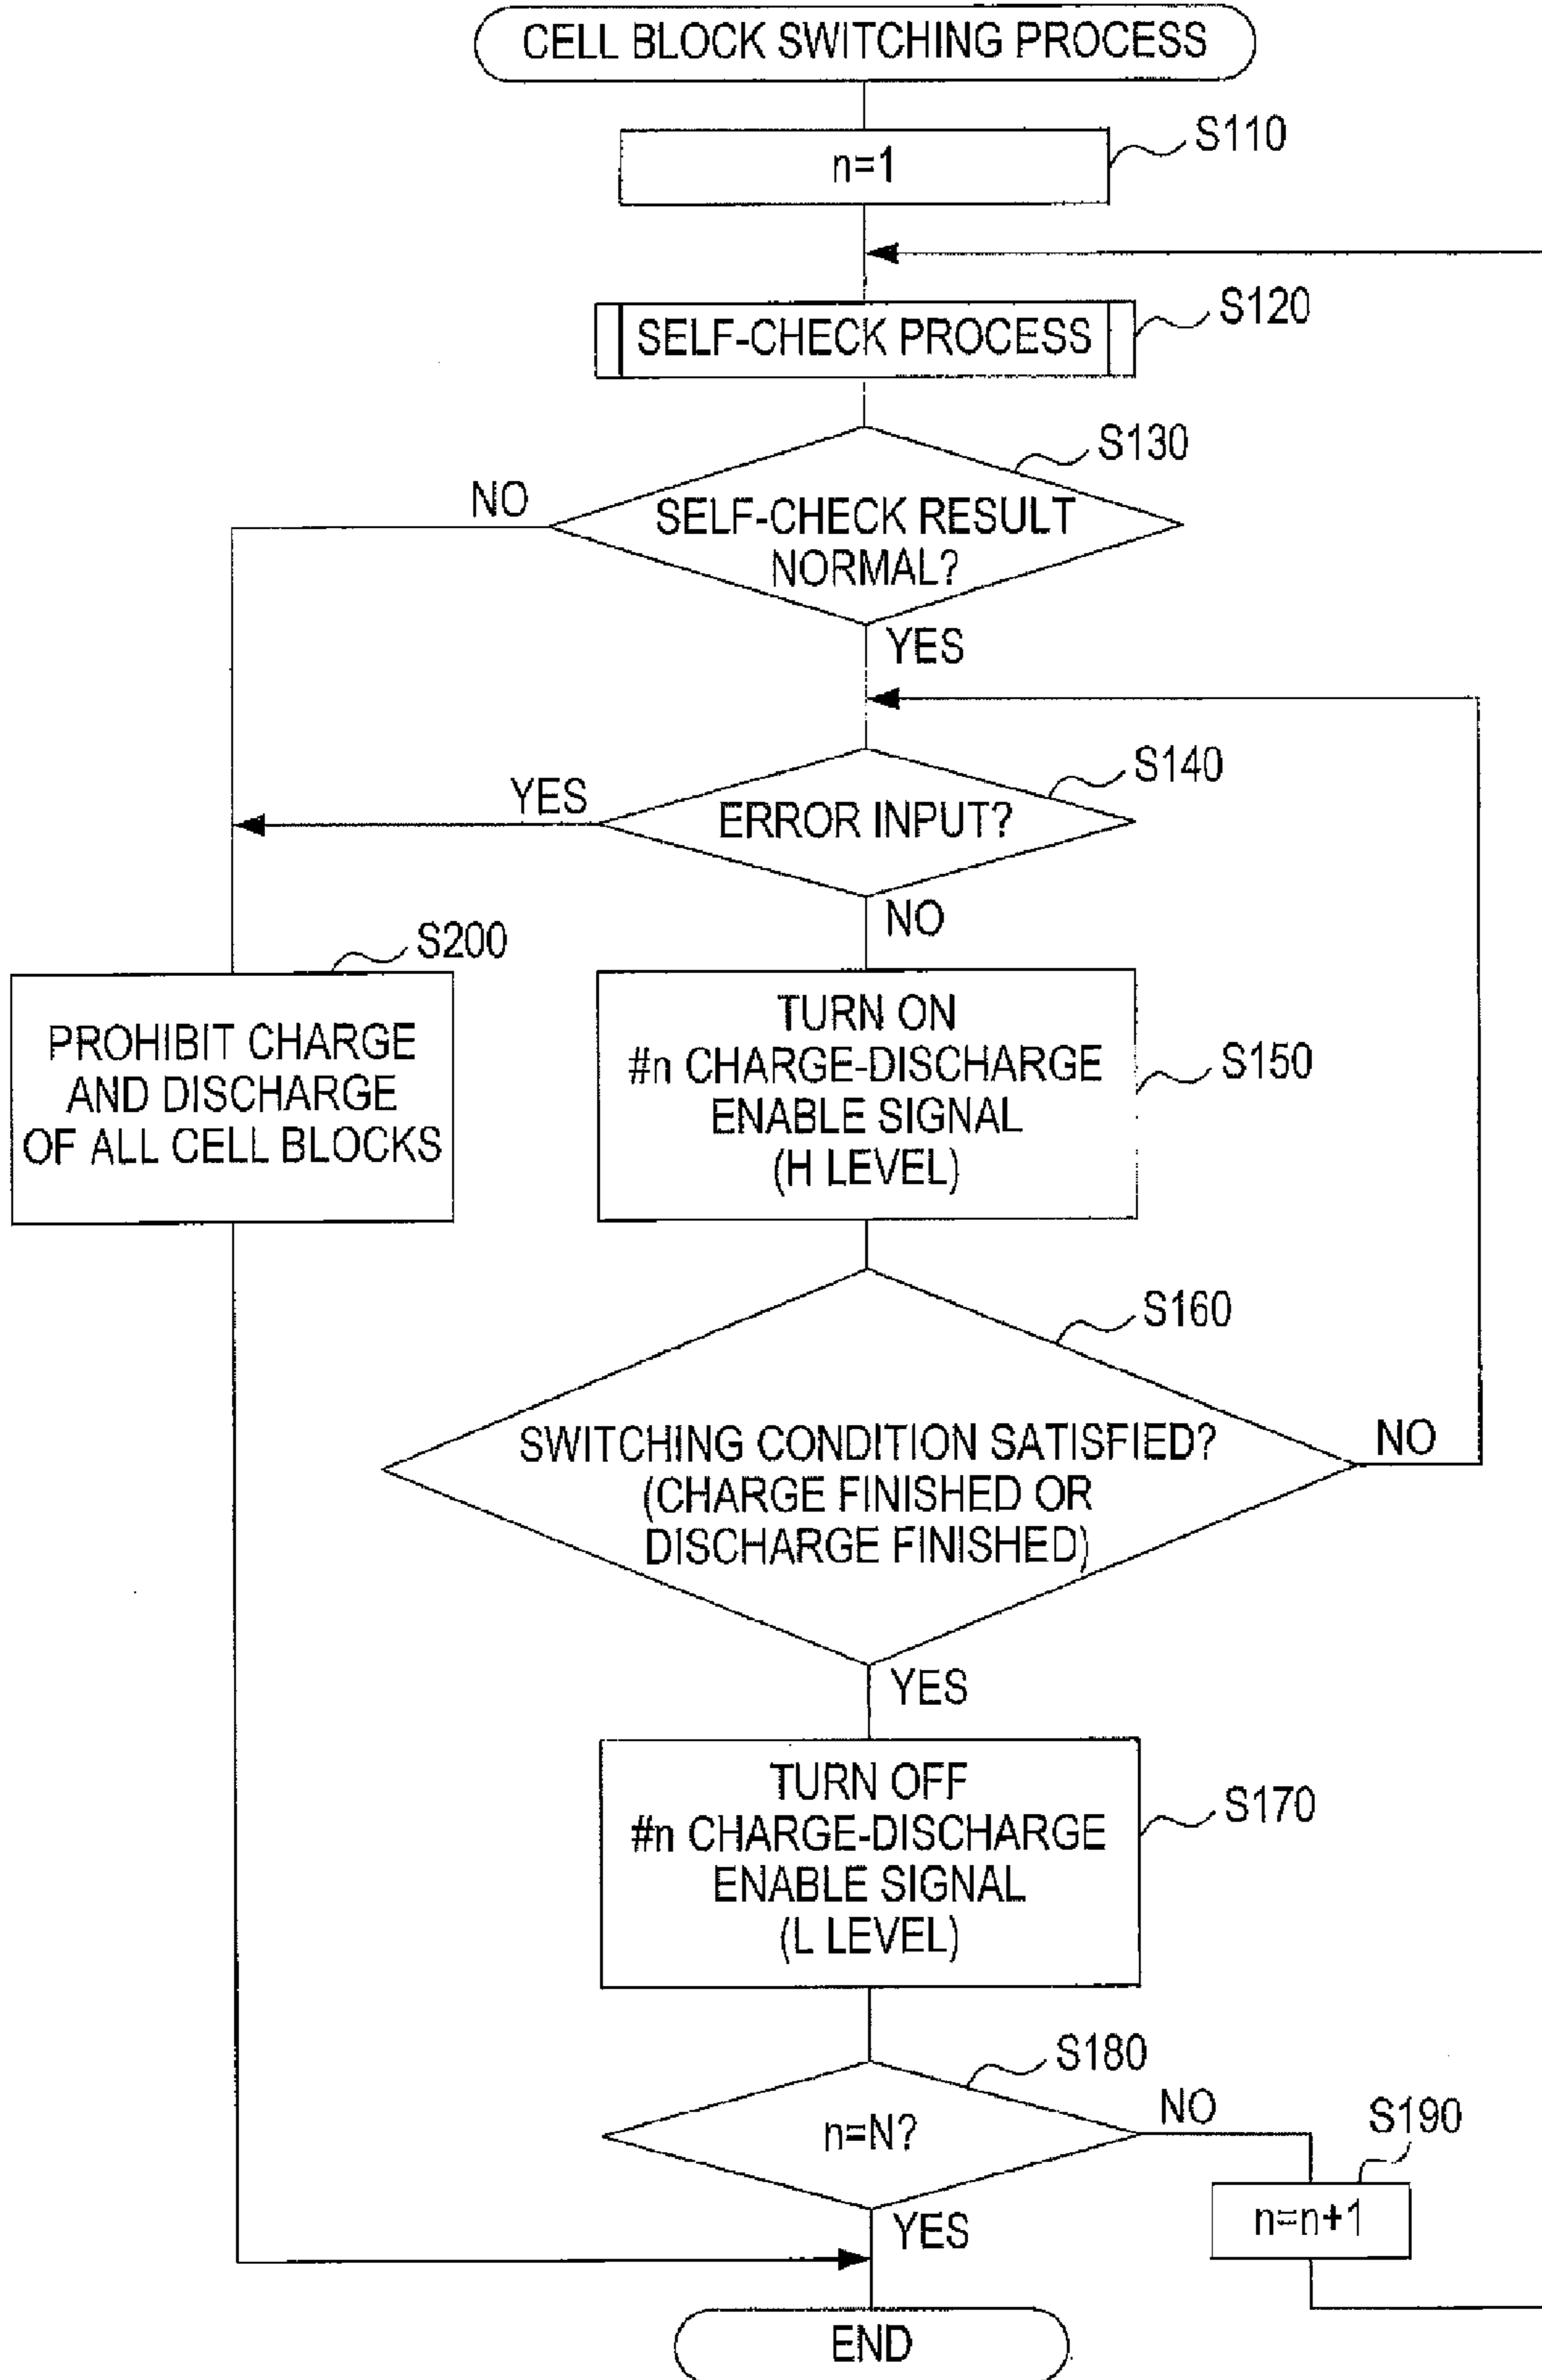 CELL BLOCK SWITCHING PROCESS
S110
n=1
S120
SELF-CHECK PROCESS
S130
NO
SELF-CHECK RESULT
NORMAL?
YES
S140
YES
ERROR INPUT?
NO
S200
PROHIBIT CHARGE
AND DISCHARGE
OF ALL CELL BLOCKS
TURN ON
#n CHARGE-DISCHARGE
ENABLE SIGNAL
(H LEVEL)
S150
S160
SWITCHING CONDITION SATISFIED?
(CHARGE FINISHED OR
DISCHARGE FINISHED)
NO
YES
TURN OFF
#n CHARGE-DISCHARGE
ENABLE SIGNAL
(L LEVEL)
S170
S180
n=N?
NO
S190
n=n+1
YES
END